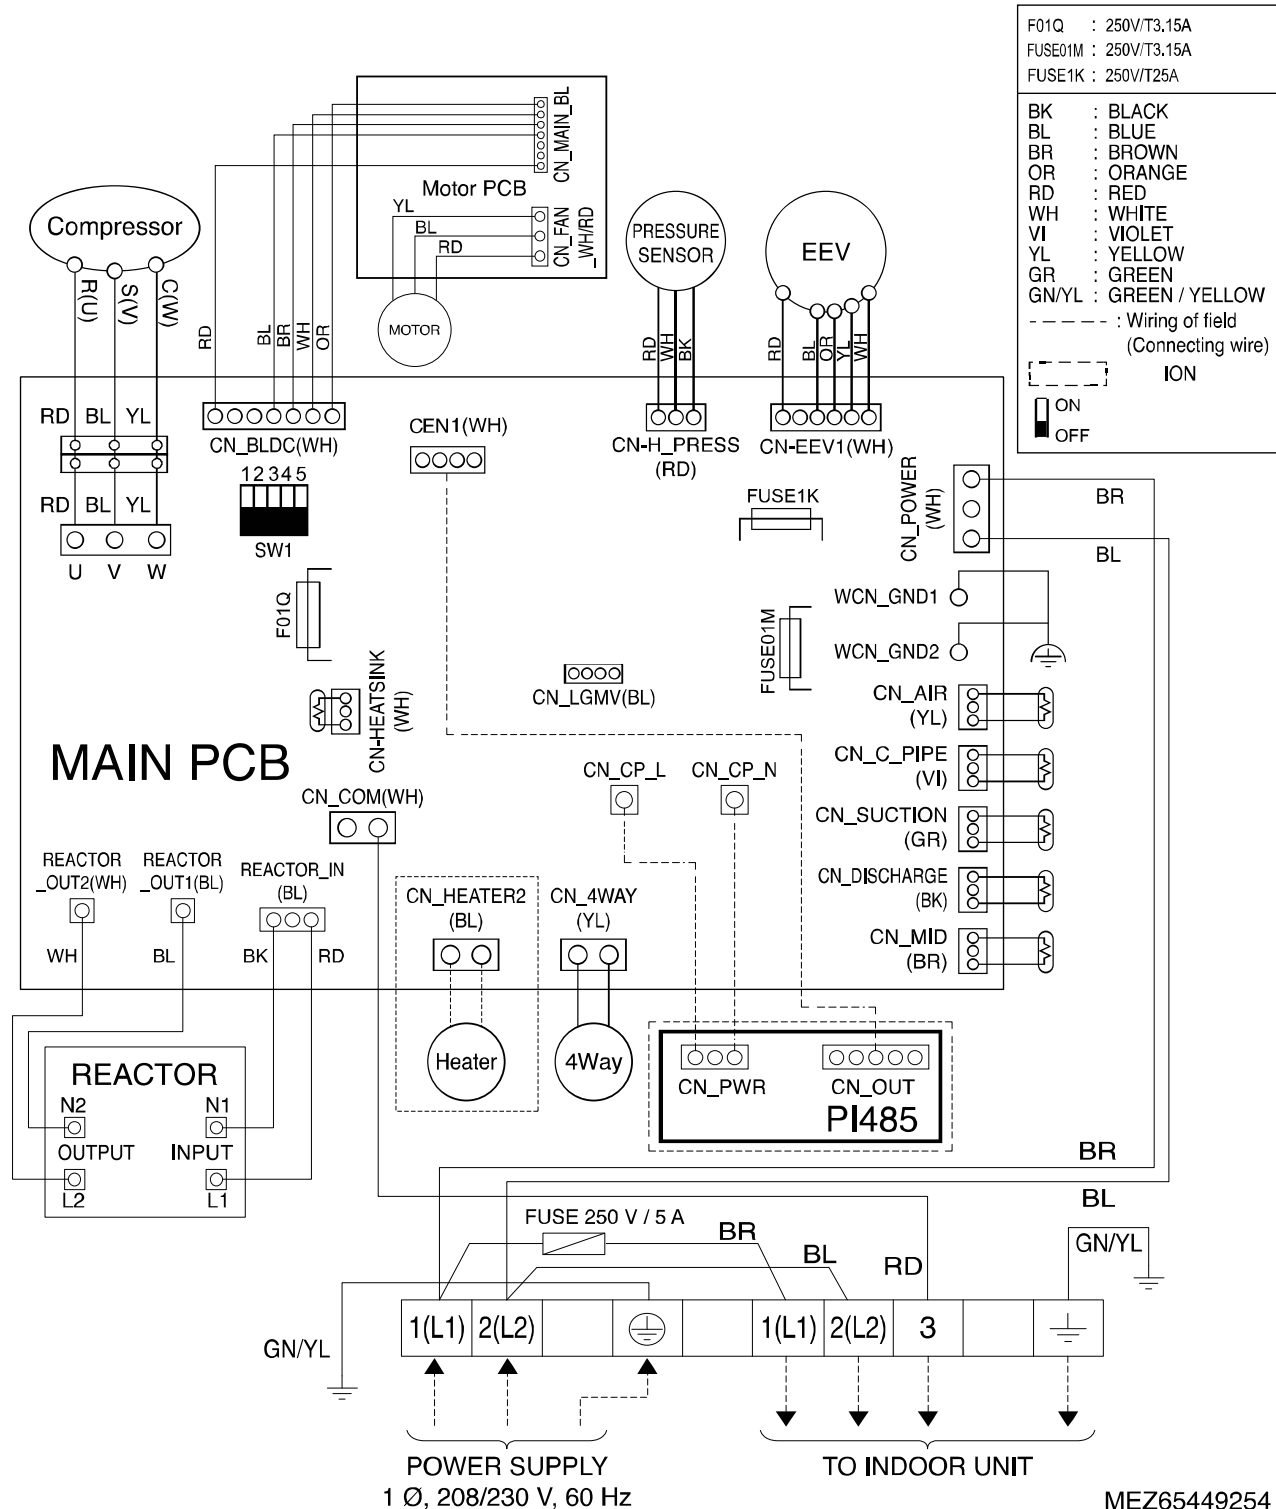 F01Q : 250V/T3.15A
FUSE01M : 250V/T3.15A
FUSE1K : 250V/T25A
BK : BLACK
BL : BLUE
BR : BROWN
OR : ORANGE
RD : RED
WH : WHITE
VI : VIOLET
YL : YELLOW
GR : GREEN
GN/YL : GREEN / YELLOW
: Wiring of field
(Connecting wire)
ION
ON
OFF
CN_MAIN_BL
Motor PCB
YL
BL
RD
CN_FAN
_WH/RD
MOTOR
Compressor
R(U)
S(V)
C(W)
RD
BL
BR
WH
OR
PRESSURE
SENSOR
RD
WH
BK
EEV
RD
BL
OR
YL
WH
RD BL YL
CN_BLDC(WH)
CEN1(WH)
CN-H_PRESS
(RD)
CN-EEV1(WH)
1 2 3 4 5
SW1
RD BL YL
U V W
FUSE1K
CN_POWER
(WH)
BR
BL
F01Q
FUSE01M
WCN_GND1
WCN_GND2
CN-HEATSINK
(WH)
CN_LGMV(BL)
CN_AIR
(YL)
CN_C_PIPE
(VI)
CN_SUCTION
(GR)
CN_DISCHARGE
(BK)
CN_MID
(BR)
MAIN PCB
CN_CP_L
CN_CP_N
CN_COM(WH)
REACTOR
_OUT2(WH)
REACTOR
_OUT1(BL)
REACTOR_IN
(BL)
WH
BL
BK
RD
CN_HEATER2
(BL)
CN_4WAY
(YL)
Heater
4Way
REACTOR
N2 N1
OUTPUT INPUT
L2 L1
CN_PWR
CN_OUT
PI485
BR
BL
FUSE 250 V / 5 A
BR
BL
RD
GN/YL
GN/YL
1(L1) 2(L2) 1(L1) 2(L2) 3
POWER SUPPLY
1 Ø, 208/230 V, 60 Hz
TO INDOOR UNIT
MEZ65449254